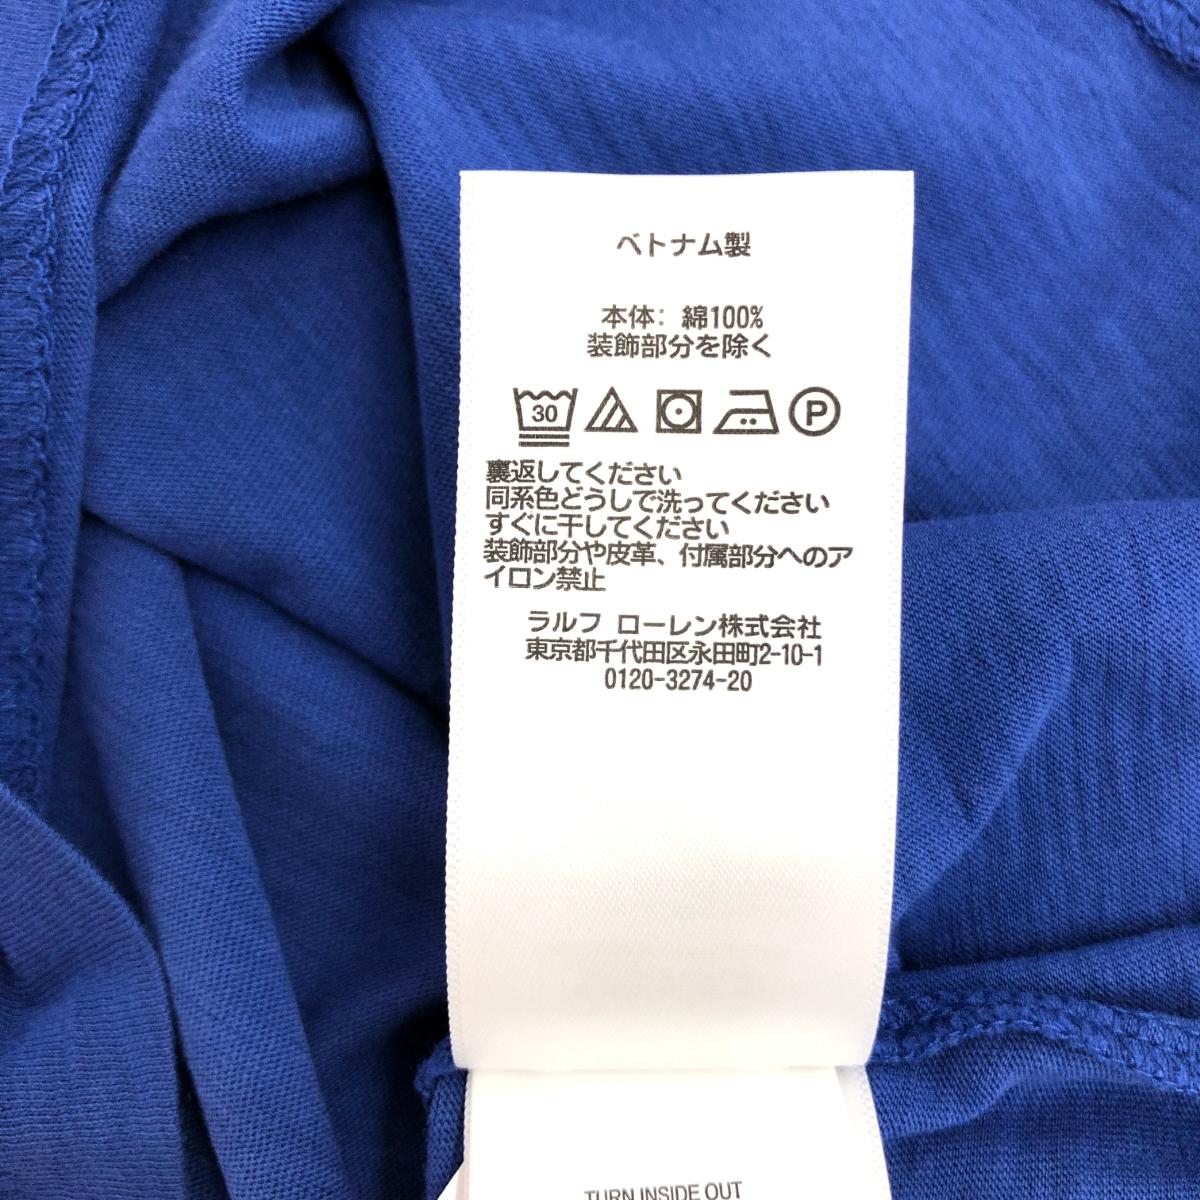 ベトナム製
本体: 綿100%
装飾部分を除く
30 P
裏返してください
同系色どうしで洗ってください
すぐに干してください
装飾部分や皮革、付属部分へのア
イロン禁止
ラルフ ローレン株式会社
東京都千代田区永田町2-10-1
0120-3274-20
TURN INSIDE OUT